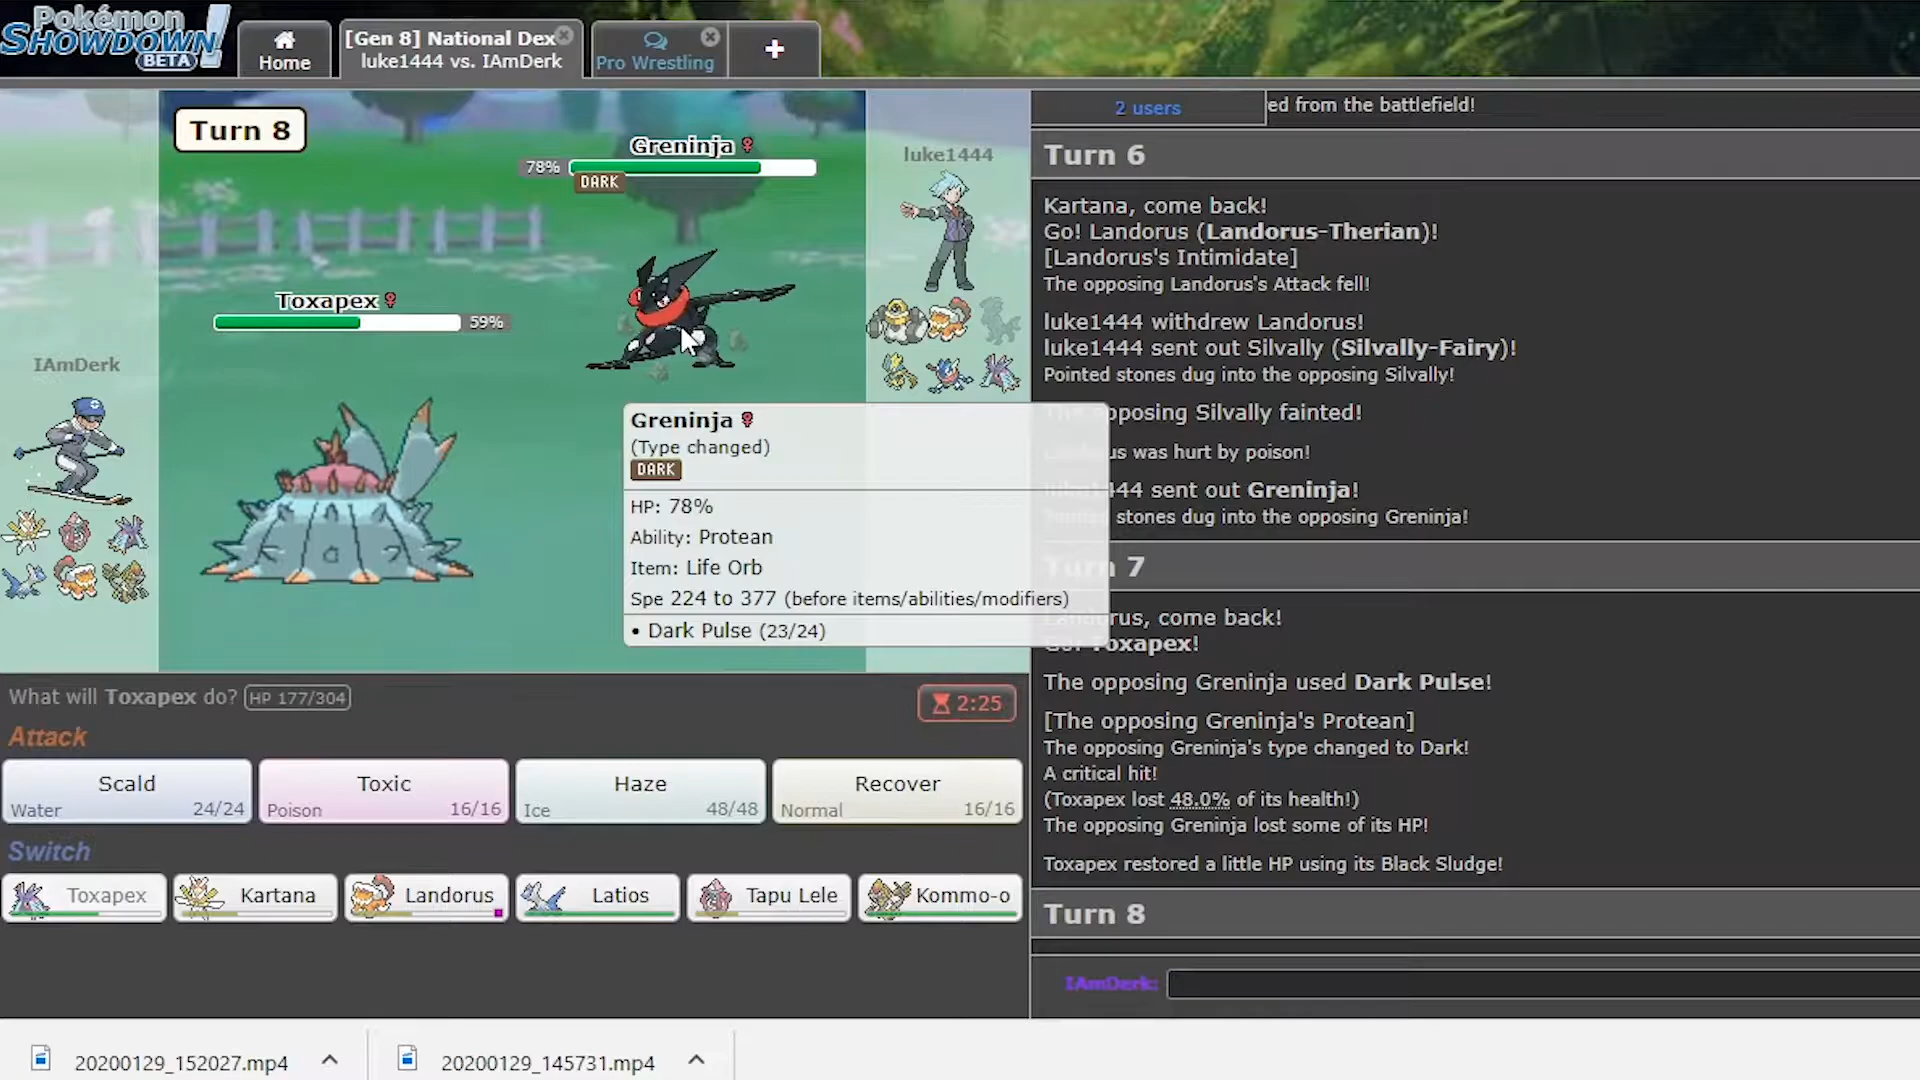 Pokémon
SHOWDOWN!
BETA
Home
[Gen 8] National Dex
luke1444 vs. IAmDerk
Pro Wrestling
+
Turn 8
Greninja
78%
DARK
Toxapex
59%
IAmDerk
luke1444
Greninja
(Type changed)
DARK
HP: 78%
Ability: Protean
Item: Life Orb
Spe 224 to 377 (before items/abilities/modifiers)
• Dark Pulse (23/24)
What will Toxapex do? HP 177/304
2:25
Attack
Scald
Water 24/24
Toxic
Poison 16/16
Haze
Ice 48/48
Recover
Normal 16/16
Switch
Toxapex
Kartana
Landorus
Latios
Tapu Lele
Kommo-o
2 users
ed from the battlefield!
Turn 6
Kartana, come back!
Go! Landorus (Landorus-Therian)!
[Landorus's Intimidate]
The opposing Landorus's Attack fell!
luke1444 withdrew Landorus!
luke1444 sent out Silvally (Silvally-Fairy)!
Pointed stones dug into the opposing Silvally!
The opposing Silvally fainted!
Landorus was hurt by poison!
luke1444 sent out Greninja!
Pointed stones dug into the opposing Greninja!
Turn 7
Landorus, come back!
Go! Toxapex!
The opposing Greninja used Dark Pulse!
[The opposing Greninja's Protean]
The opposing Greninja's type changed to Dark!
A critical hit!
(Toxapex lost 48.0% of its health!)
The opposing Greninja lost some of its HP!
Toxapex restored a little HP using its Black Sludge!
Turn 8
IAmDerk:
20200129_152027.mp4
20200129_145731.mp4